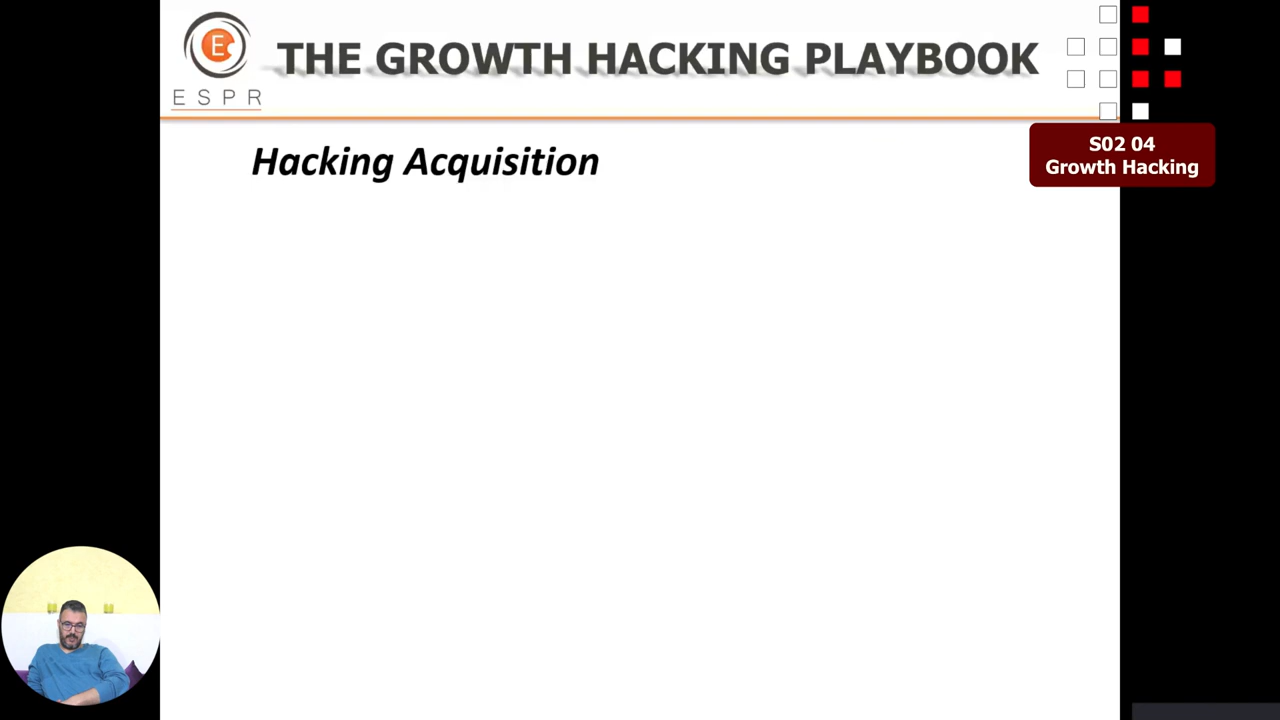 E
ESPR
THE GROWTH HACKING PLAYBOOK
S02 04
Growth Hacking
Hacking Acquisition